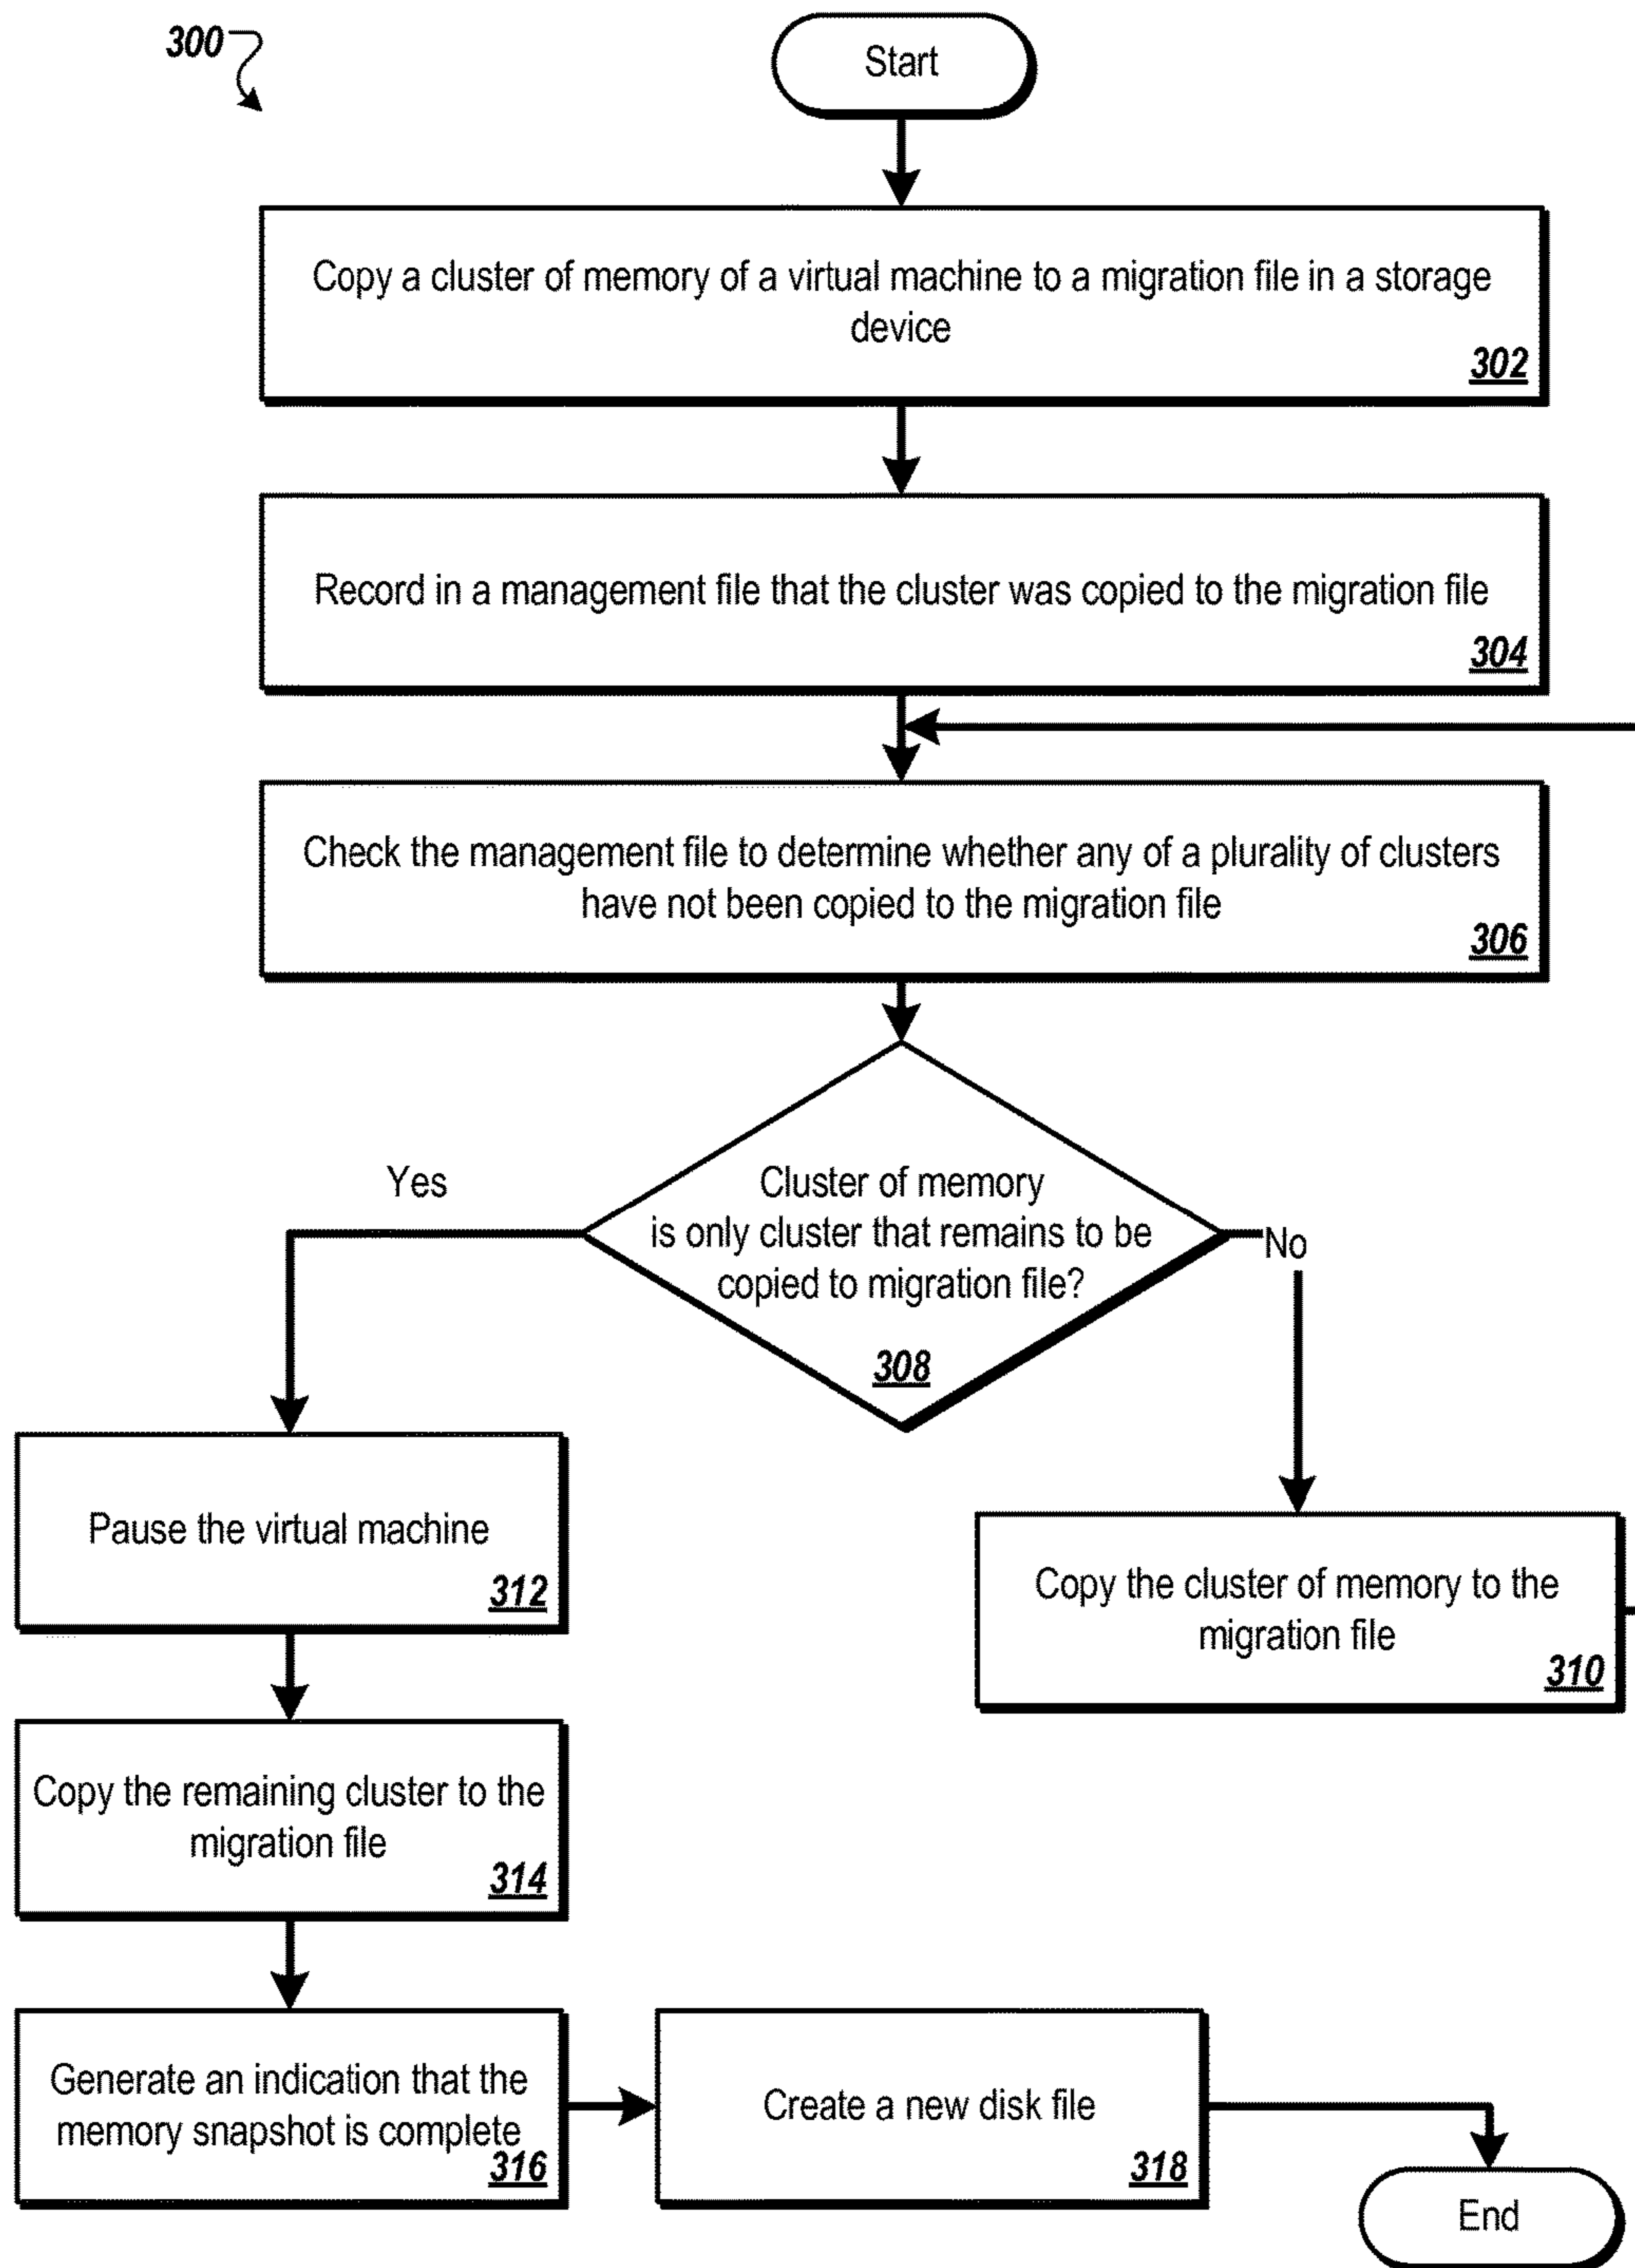 300
Start
Copy a cluster of memory of a virtual machine to a migration file in a storage
device
302
Record in a management file that the cluster was copied to the migration file
304
Check the management file to determine whether any of a plurality of clusters
have not been copied to the migration file
306
Yes
Cluster of memory
is only cluster that remains to be
copied to migration file?
308
No
Pause the virtual machine
312
Copy the cluster of memory to the
migration file
310
Copy the remaining cluster to the
migration file
314
Generate an indication that the
memory snapshot is complete
316
Create a new disk file
318
End